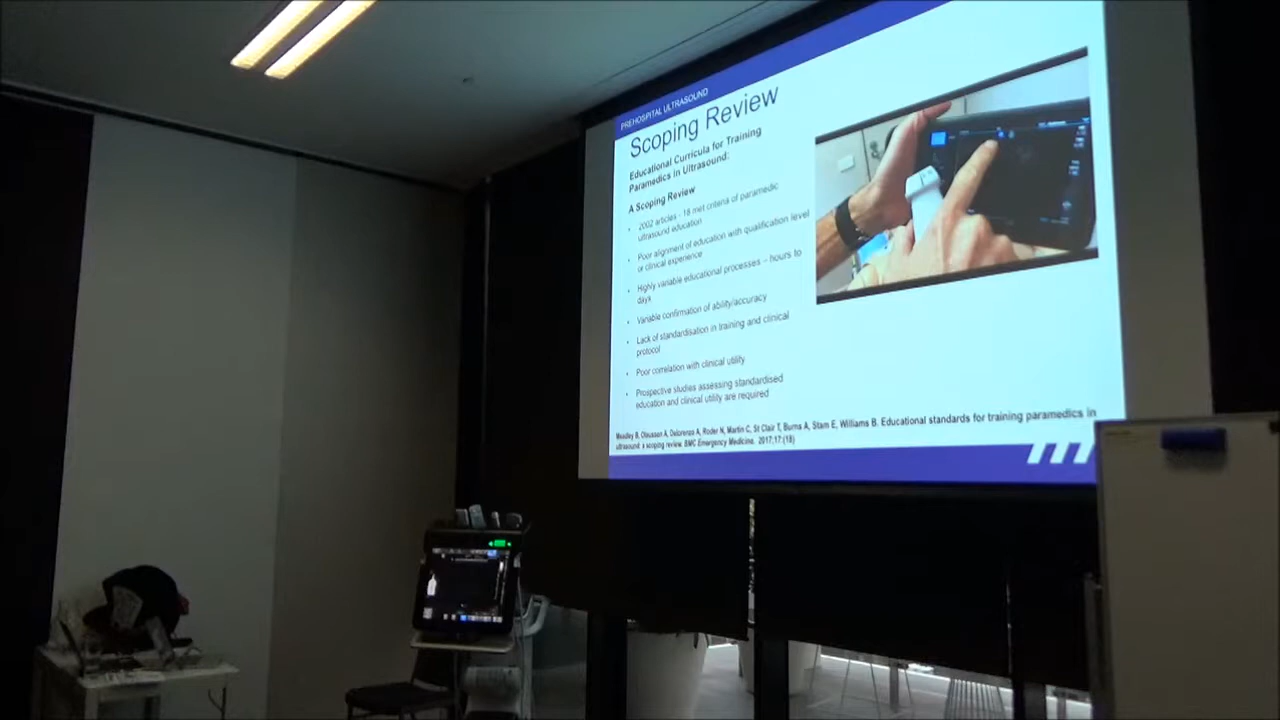 PREHOSPITAL ULTRASOUND
Scoping Review
Educational Curricula for Training
Paramedics in Ultrasound:
A Scoping Review
2002 articles - 18 met criteria of paramedic
ultrasound education
Poor alignment of education with qualification level
or clinical experience
Highly variable educational processes – hours to
days
Variable confirmation of ability/accuracy
Lack of standardisation in training and clinical
protocol
Poor correlation with clinical utility
Prospective studies assessing standardised
education and clinical utility are required
Meadley B, Olaussen A, Delorenzo A, Roder N, Martin C, St Clair T, Burns A, Stam E, Williams B. Educational standards for training paramedics in
ultrasound: a scoping review. BMC Emergency Medicine. 2017;17:(18)